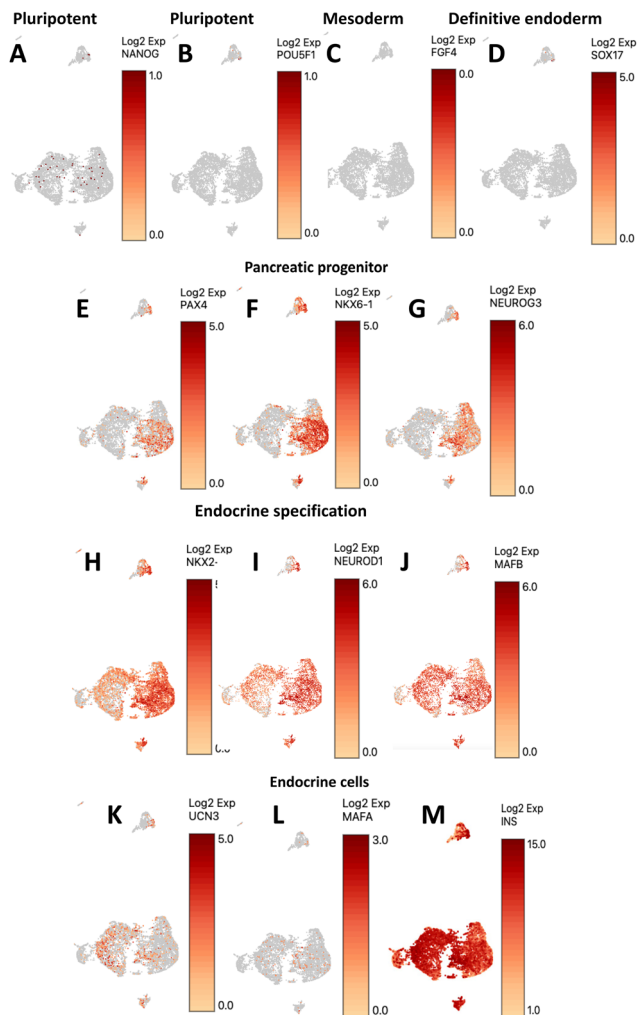 Pluripotent Pluripotent Mesoderm Definitive endoderm
A Log2 Exp NANOG 1.0 0.0
B Log2 Exp POU5F1 1.0 0.0
C Log2 Exp FGF4 0.0 0.0
D Log2 Exp SOX17 5.0 0.0
Pancreatic progenitor
E Log2 Exp PAX4 5.0 0.0
F Log2 Exp NKX6-1 5.0 0.0
G Log2 Exp NEUROG3 6.0 0.0
Endocrine specification
H Log2 Exp NKX2-
I Log2 Exp NEUROD1 6.0 0.0
J Log2 Exp MAFB 6.0 0.0
Endocrine cells
K Log2 Exp UCN3 5.0 0.0
L Log2 Exp MAFA 3.0 0.0
M Log2 Exp INS 15.0 1.0